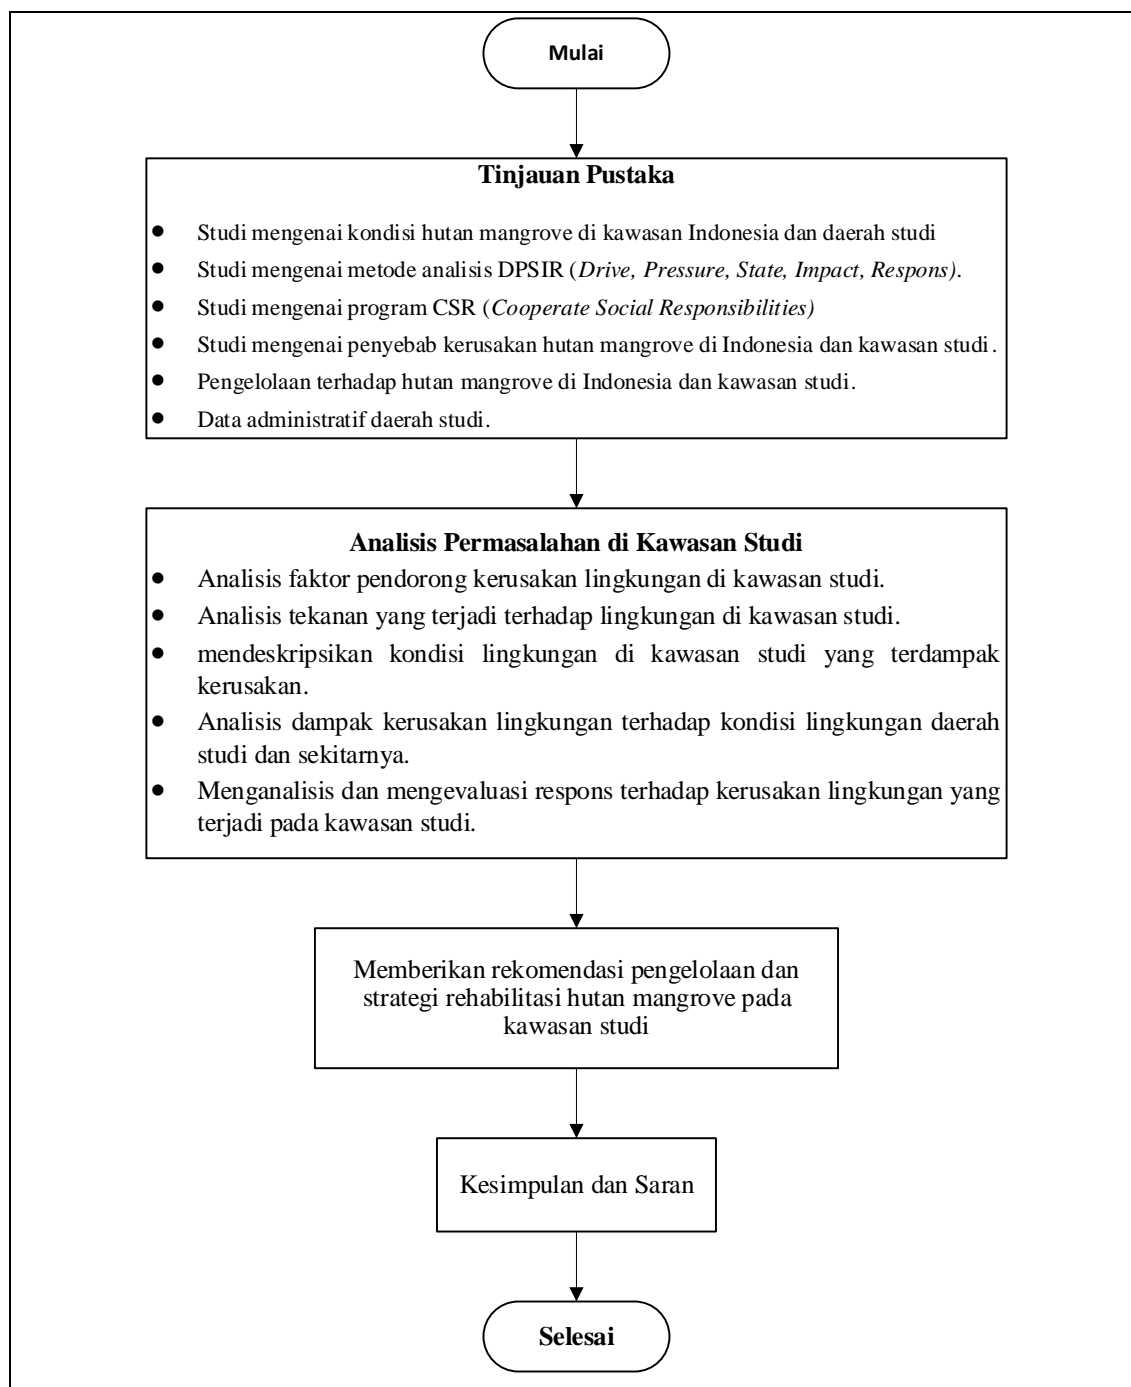 Mulai
Tinjauan Pustaka
● Studi mengenai kondisi hutan mangrove di kawasan Indonesia dan daerah studi
● Studi mengenai metode analisis DPSIR (Drive, Pressure, State, Impact, Respons).
● Studi mengenai program CSR (Cooperate Social Responsibilities)
● Studi mengenai penyebab kerusakan hutan mangrove di Indonesia dan kawasan studi.
● Pengelolaan terhadap hutan mangrove di Indonesia dan kawasan studi.
● Data administratif daerah studi.
Analisis Permasalahan di Kawasan Studi
● Analisis faktor pendorong kerusakan lingkungan di kawasan studi.
● Analisis tekanan yang terjadi terhadap lingkungan di kawasan studi.
● mendeskripsikan kondisi lingkungan di kawasan studi yang terdampak
kerusakan.
● Analisis dampak kerusakan lingkungan terhadap kondisi lingkungan daerah
studi dan sekitarnya.
● Menganalisis dan mengevaluasi respons terhadap kerusakan lingkungan yang
terjadi pada kawasan studi.
Memberikan rekomendasi pengelolaan dan
strategi rehabilitasi hutan mangrove pada
kawasan studi
Kesimpulan dan Saran
Selesai